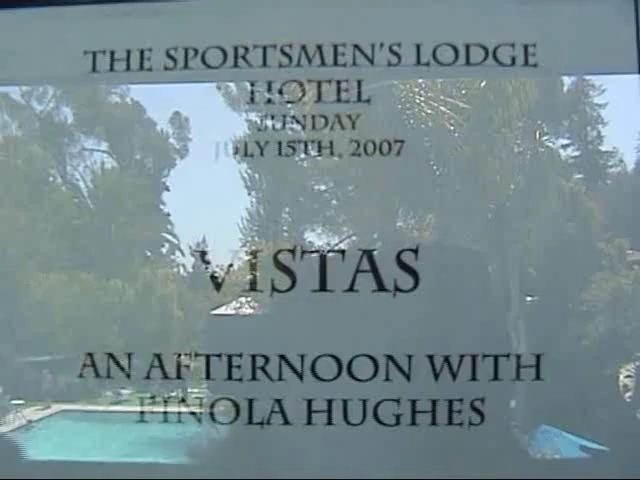 THE SPORTSMEN'S LODGE
HOTEL
SUNDAY
JULY 15TH, 2007
VISTAS
AN AFTERNOON WITH
FINOLA HUGHES